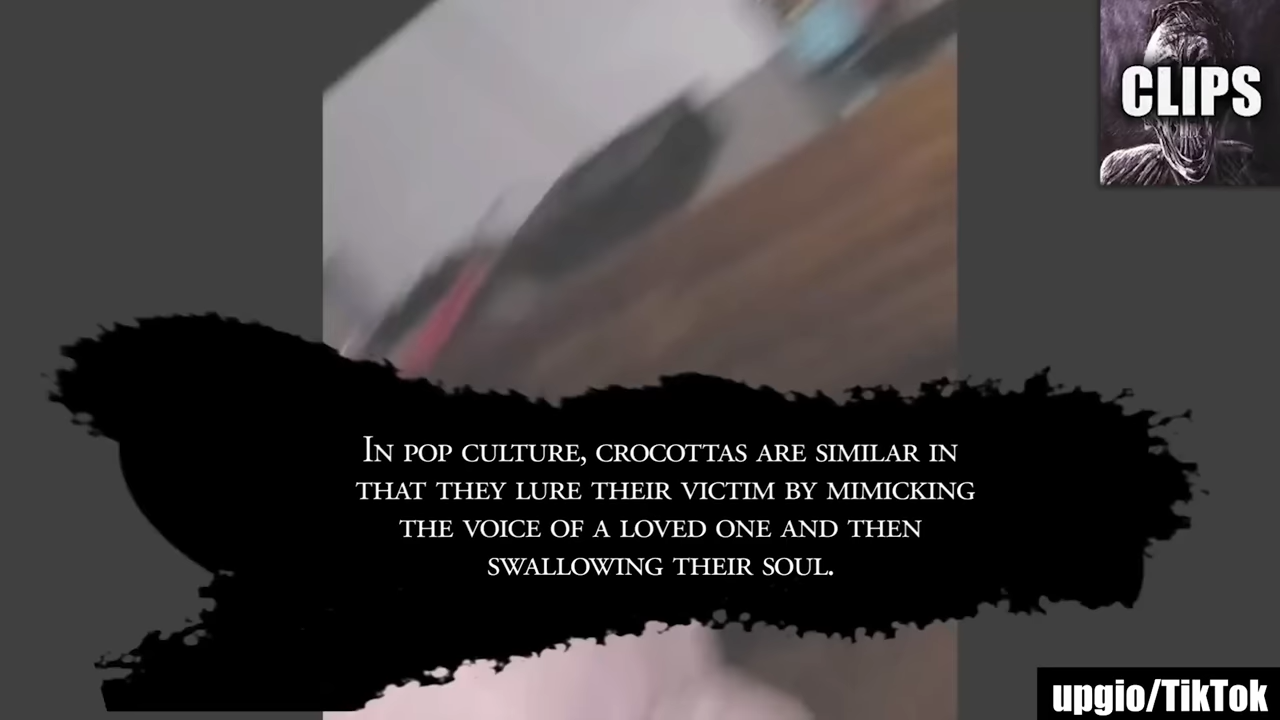 CLIPS
IN POP CULTURE, CROCOTTAS ARE SIMILAR IN
THAT THEY LURE THEIR VICTIM BY MIMICKING
THE VOICE OF A LOVED ONE AND THEN
SWALLOWING THEIR SOUL.
upgio/TikTok